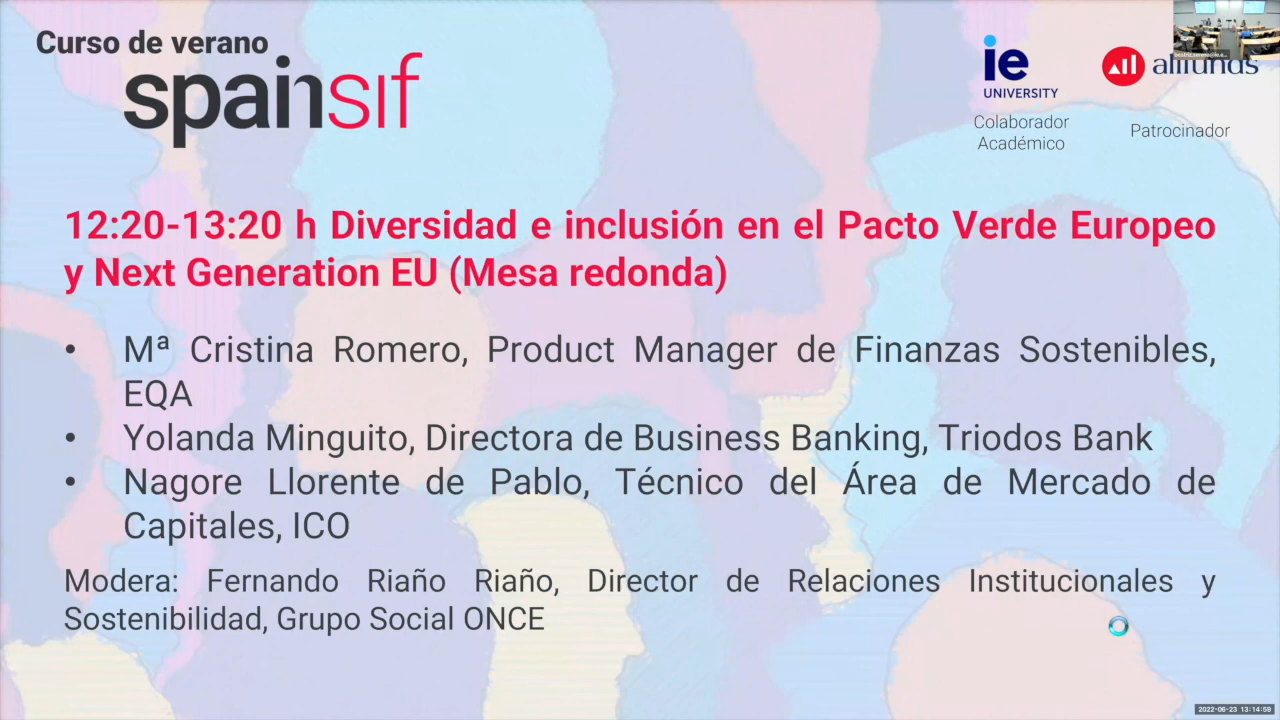 Curso de verano
spainsif
ie
UNIVERSITY
Colaborador
Académico
allfunds
Patrocinador
12:20-13:20 h Diversidad e inclusión en el Pacto Verde Europeo
y Next Generation EU (Mesa redonda)
• Mª Cristina Romero, Product Manager de Finanzas Sostenibles,
EQA
• Yolanda Minguito, Directora de Business Banking, Triodos Bank
• Nagore Llorente de Pablo, Técnico del Área de Mercado de
Capitales, ICO
Modera: Fernando Riaño Riaño, Director de Relaciones Institucionales y
Sostenibilidad, Grupo Social ONCE
2022-06-23 13:14:59